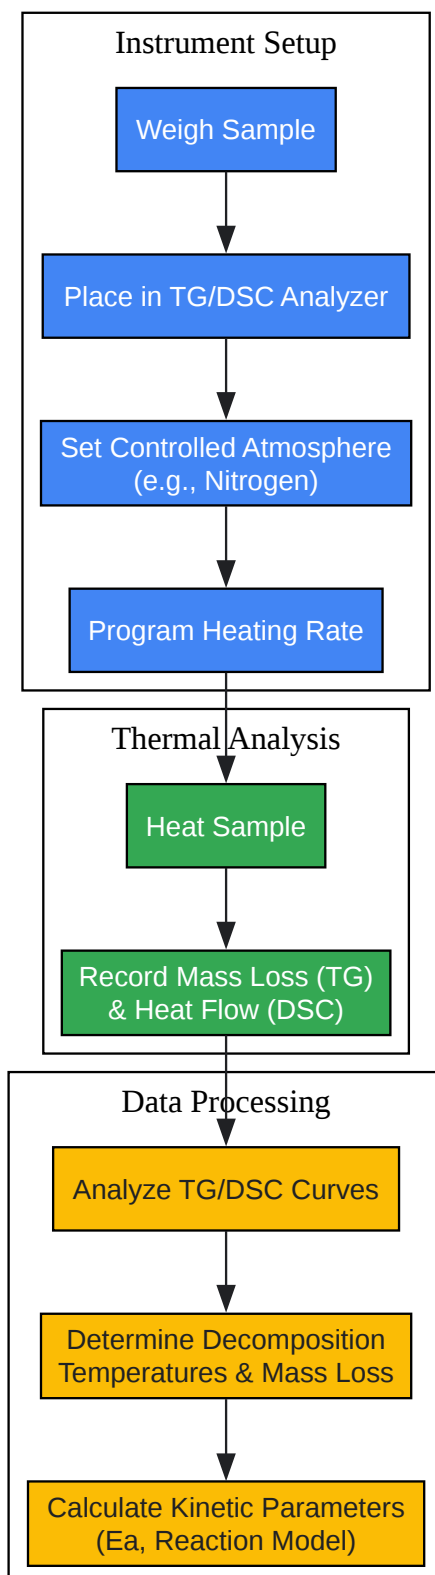 Instrument Setup
Weigh Sample
Place in TG/DSC Analyzer
Set Controlled Atmosphere
(e.g., Nitrogen)
Program Heating Rate
Thermal Analysis
Heat Sample
Record Mass Loss (TG)
& Heat Flow (DSC)
Data Processing
Analyze TG/DSC Curves
Determine Decomposition
Temperatures & Mass Loss
Calculate Kinetic Parameters
(Ea, Reaction Model)